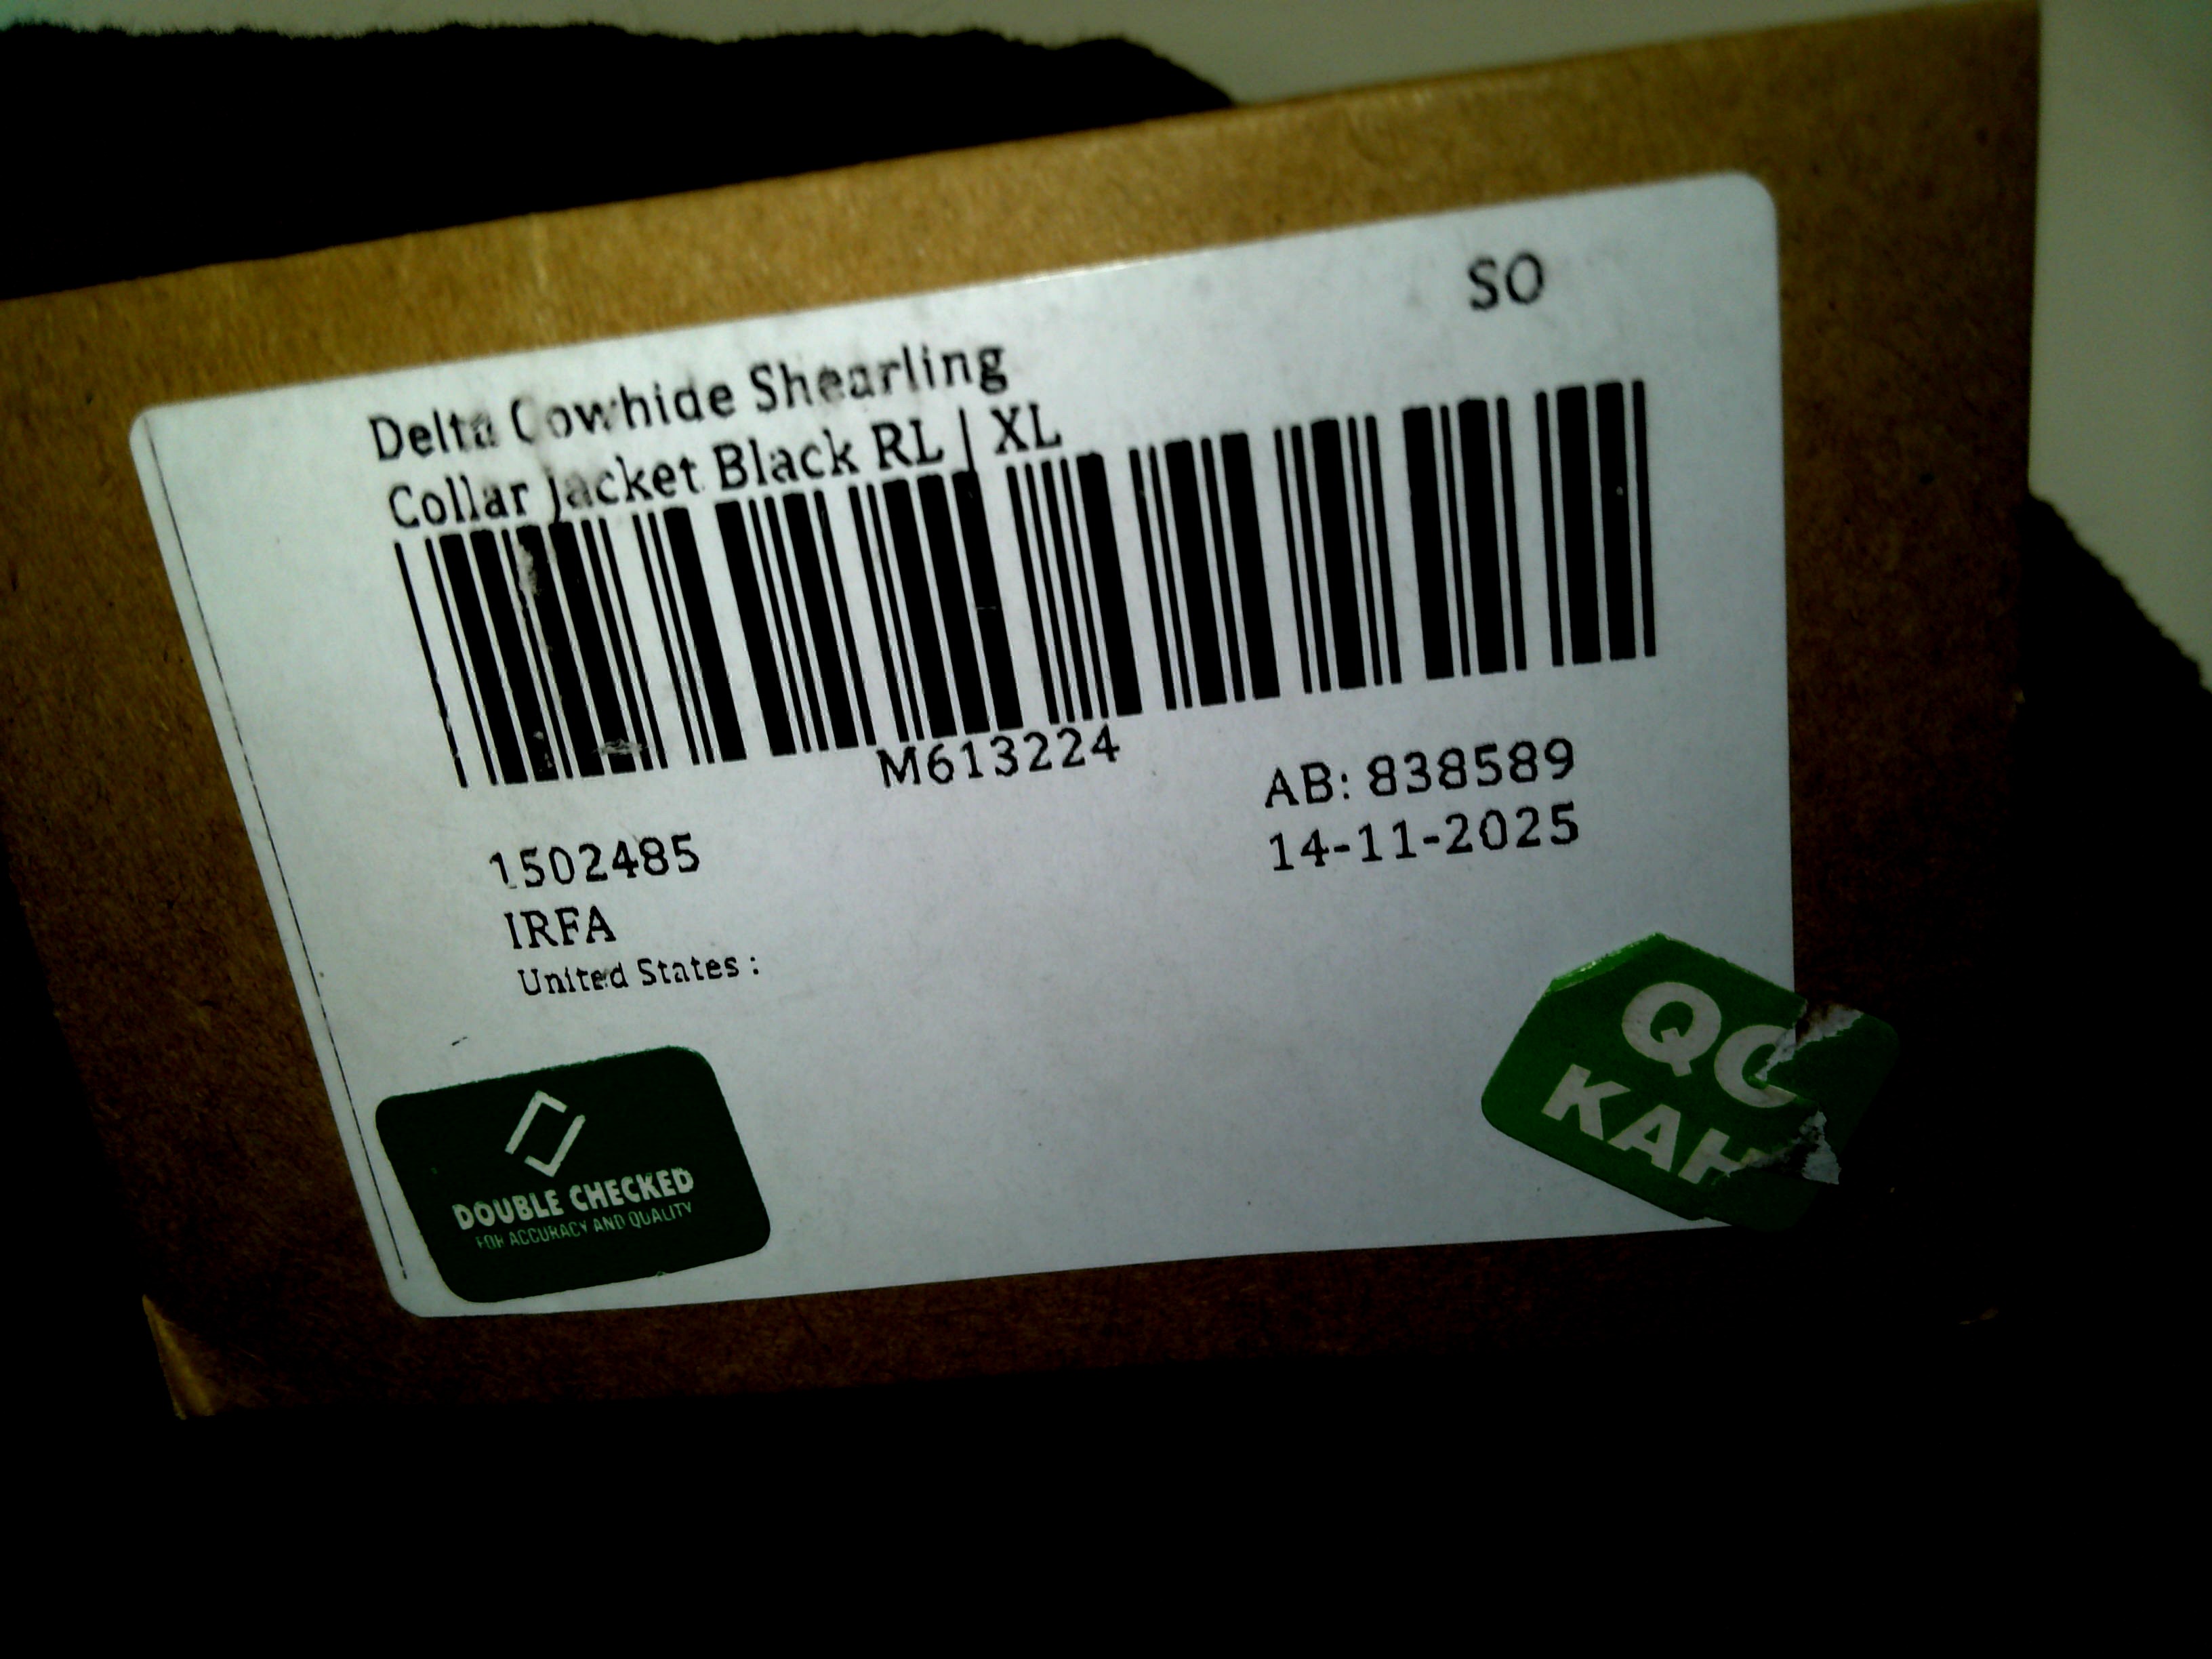 SO
Delta Cowhide Shearling
Collar Jacket Black RL | XL
M613224
AB: 838589
14-11-2025
1502485
IRFA
United States :
DOUBLE CHECKED
FOR ACCURACY AND QUALITY
QC